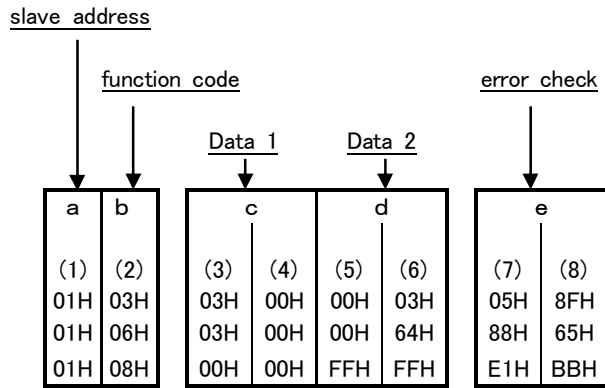 slave address
function code
error check
Data 1 Data 2
a b c d e
(1) (2) (3) (4) (5) (6) (7) (8)
01H 03H 03H 00H 00H 03H 05H 8FH
01H 06H 03H 00H 00H 64H 88H 65H
01H 08H 00H 00H FFH FFH E1H BBH